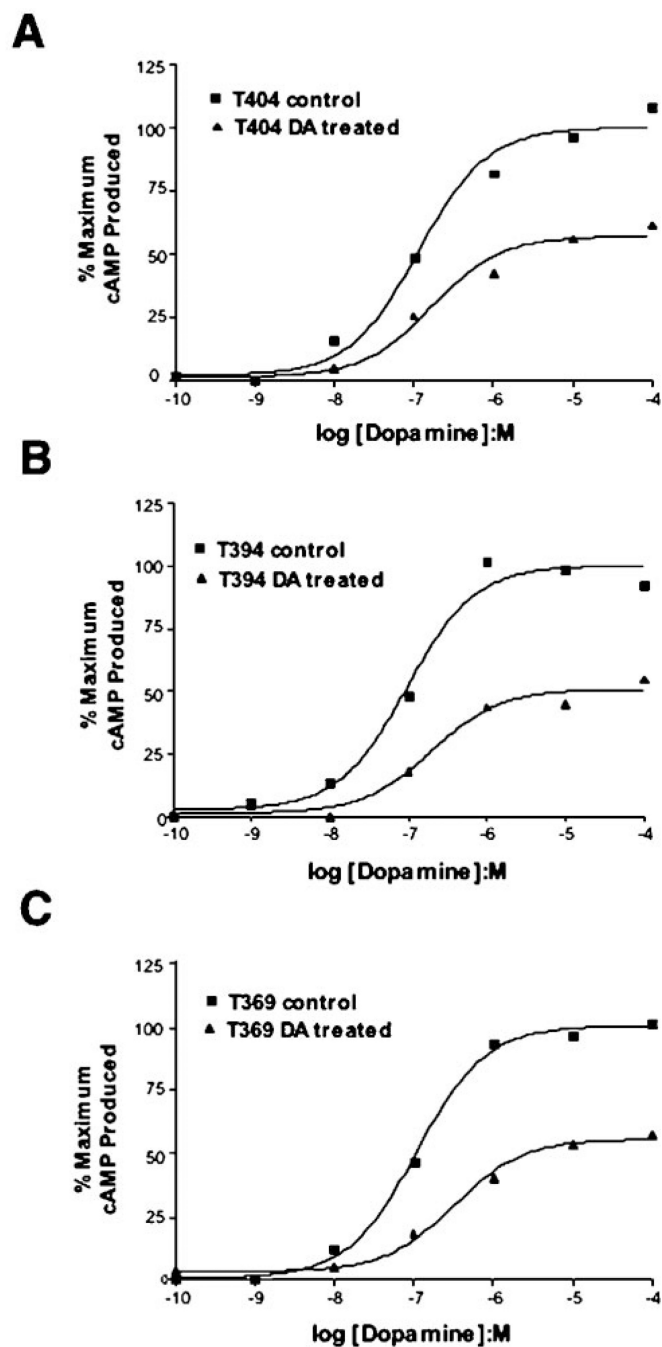 A
125
100
75
50
25
0
% Maximum
cAMP Produced
■ T404 control
▲ T404 DA treated
-10 -9 -8 -7 -6 -5 -4
log [Dopamine]:M
B
125
100
75
50
25
0
% Maximum
cAMP Produced
■ T394 control
▲ T394 DA treated
-10 -9 -8 -7 -6 -5 -4
log [Dopamine]:M
C
125
100
75
50
25
0
% Maximum
cAMP Produced
■ T369 control
▲ T369 DA treated
-10 -9 -8 -7 -6 -5 -4
log [Dopamine]:M